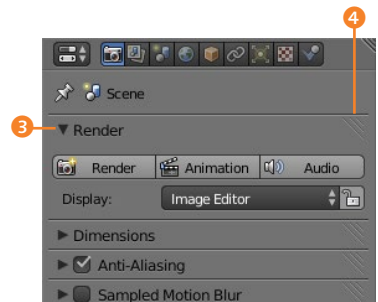 4
Scene
3
Render
Render Animation Audio
Display: Image Editor
Dimensions
Anti-Aliasing
Sampled Motion Blur